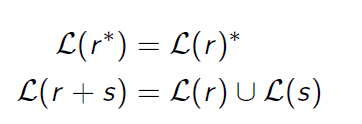 ℒ(r*) = ℒ(r)*
ℒ(r + s) = ℒ(r) ∪ ℒ(s)